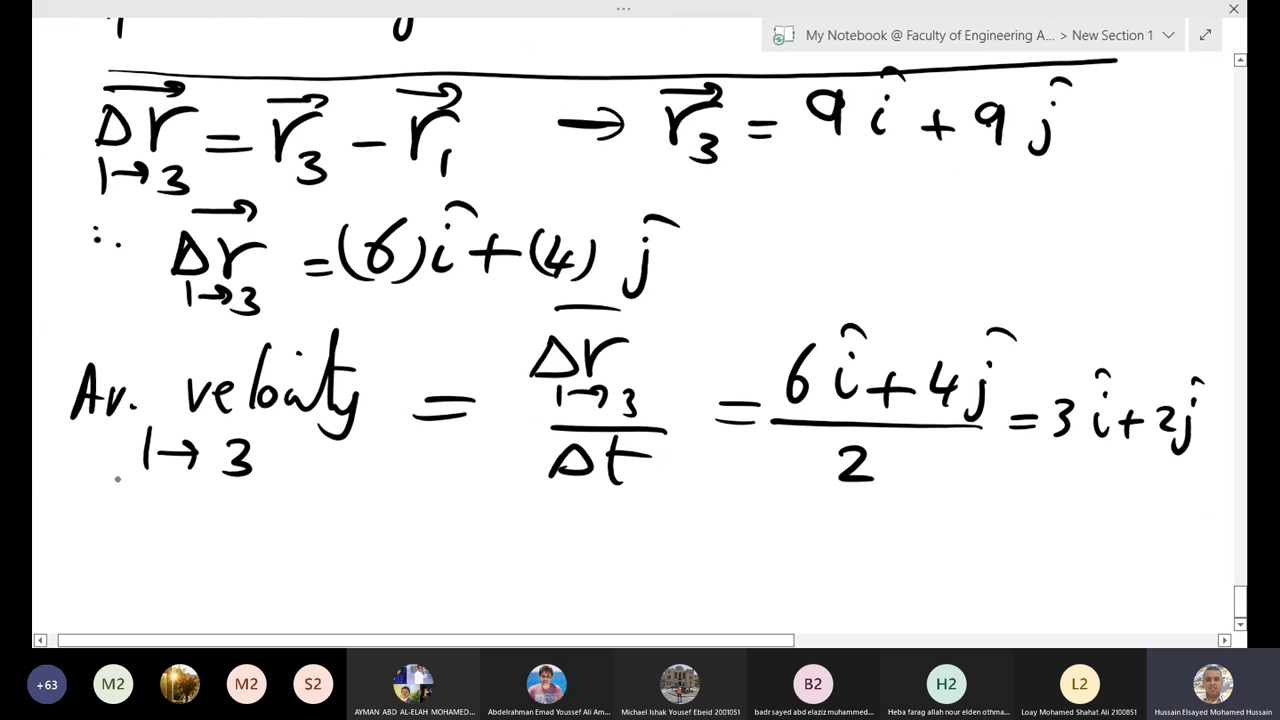 My Notebook @ Faculty of Engineering A... > New Section 1
Δr⃗ 1→3 = r⃗₃ − r⃗₁ → r⃗₃ = 9î + 9ĵ
∴ Δr⃗ 1→3 = (6)î + (4)ĵ
Av. velocity 1→3 = Δr 1→3 / Δt = 6î + 4ĵ / 2 = 3î + 2ĵ
+63 M2 M2 S2 B2 H2 L2
AYMAN ABD AL-ELAH MOHAMED... Abdelrahman Emad Youssef Ali Am... Michael Ishak Yousef Ebeid 2001051 badr sayed abd elaziz muhammed... Heba farag allah nour elden othma... Loay Mohamed Shahat Ali 2100851 Hussain Elsayed Mohamed Hussain